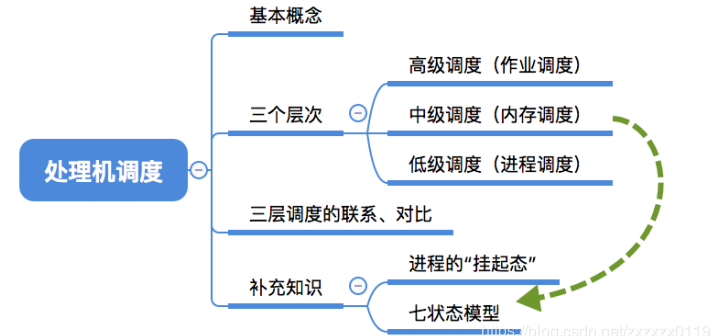 基本概念
高级调度（作业调度）
三个层次
中级调度（内存调度）
处理机调度
低级调度（进程调度）
三层调度的联系、对比
进程的“挂起态”
补充知识
七状态模型
https://blog.csdn.net/zxzxzx0119